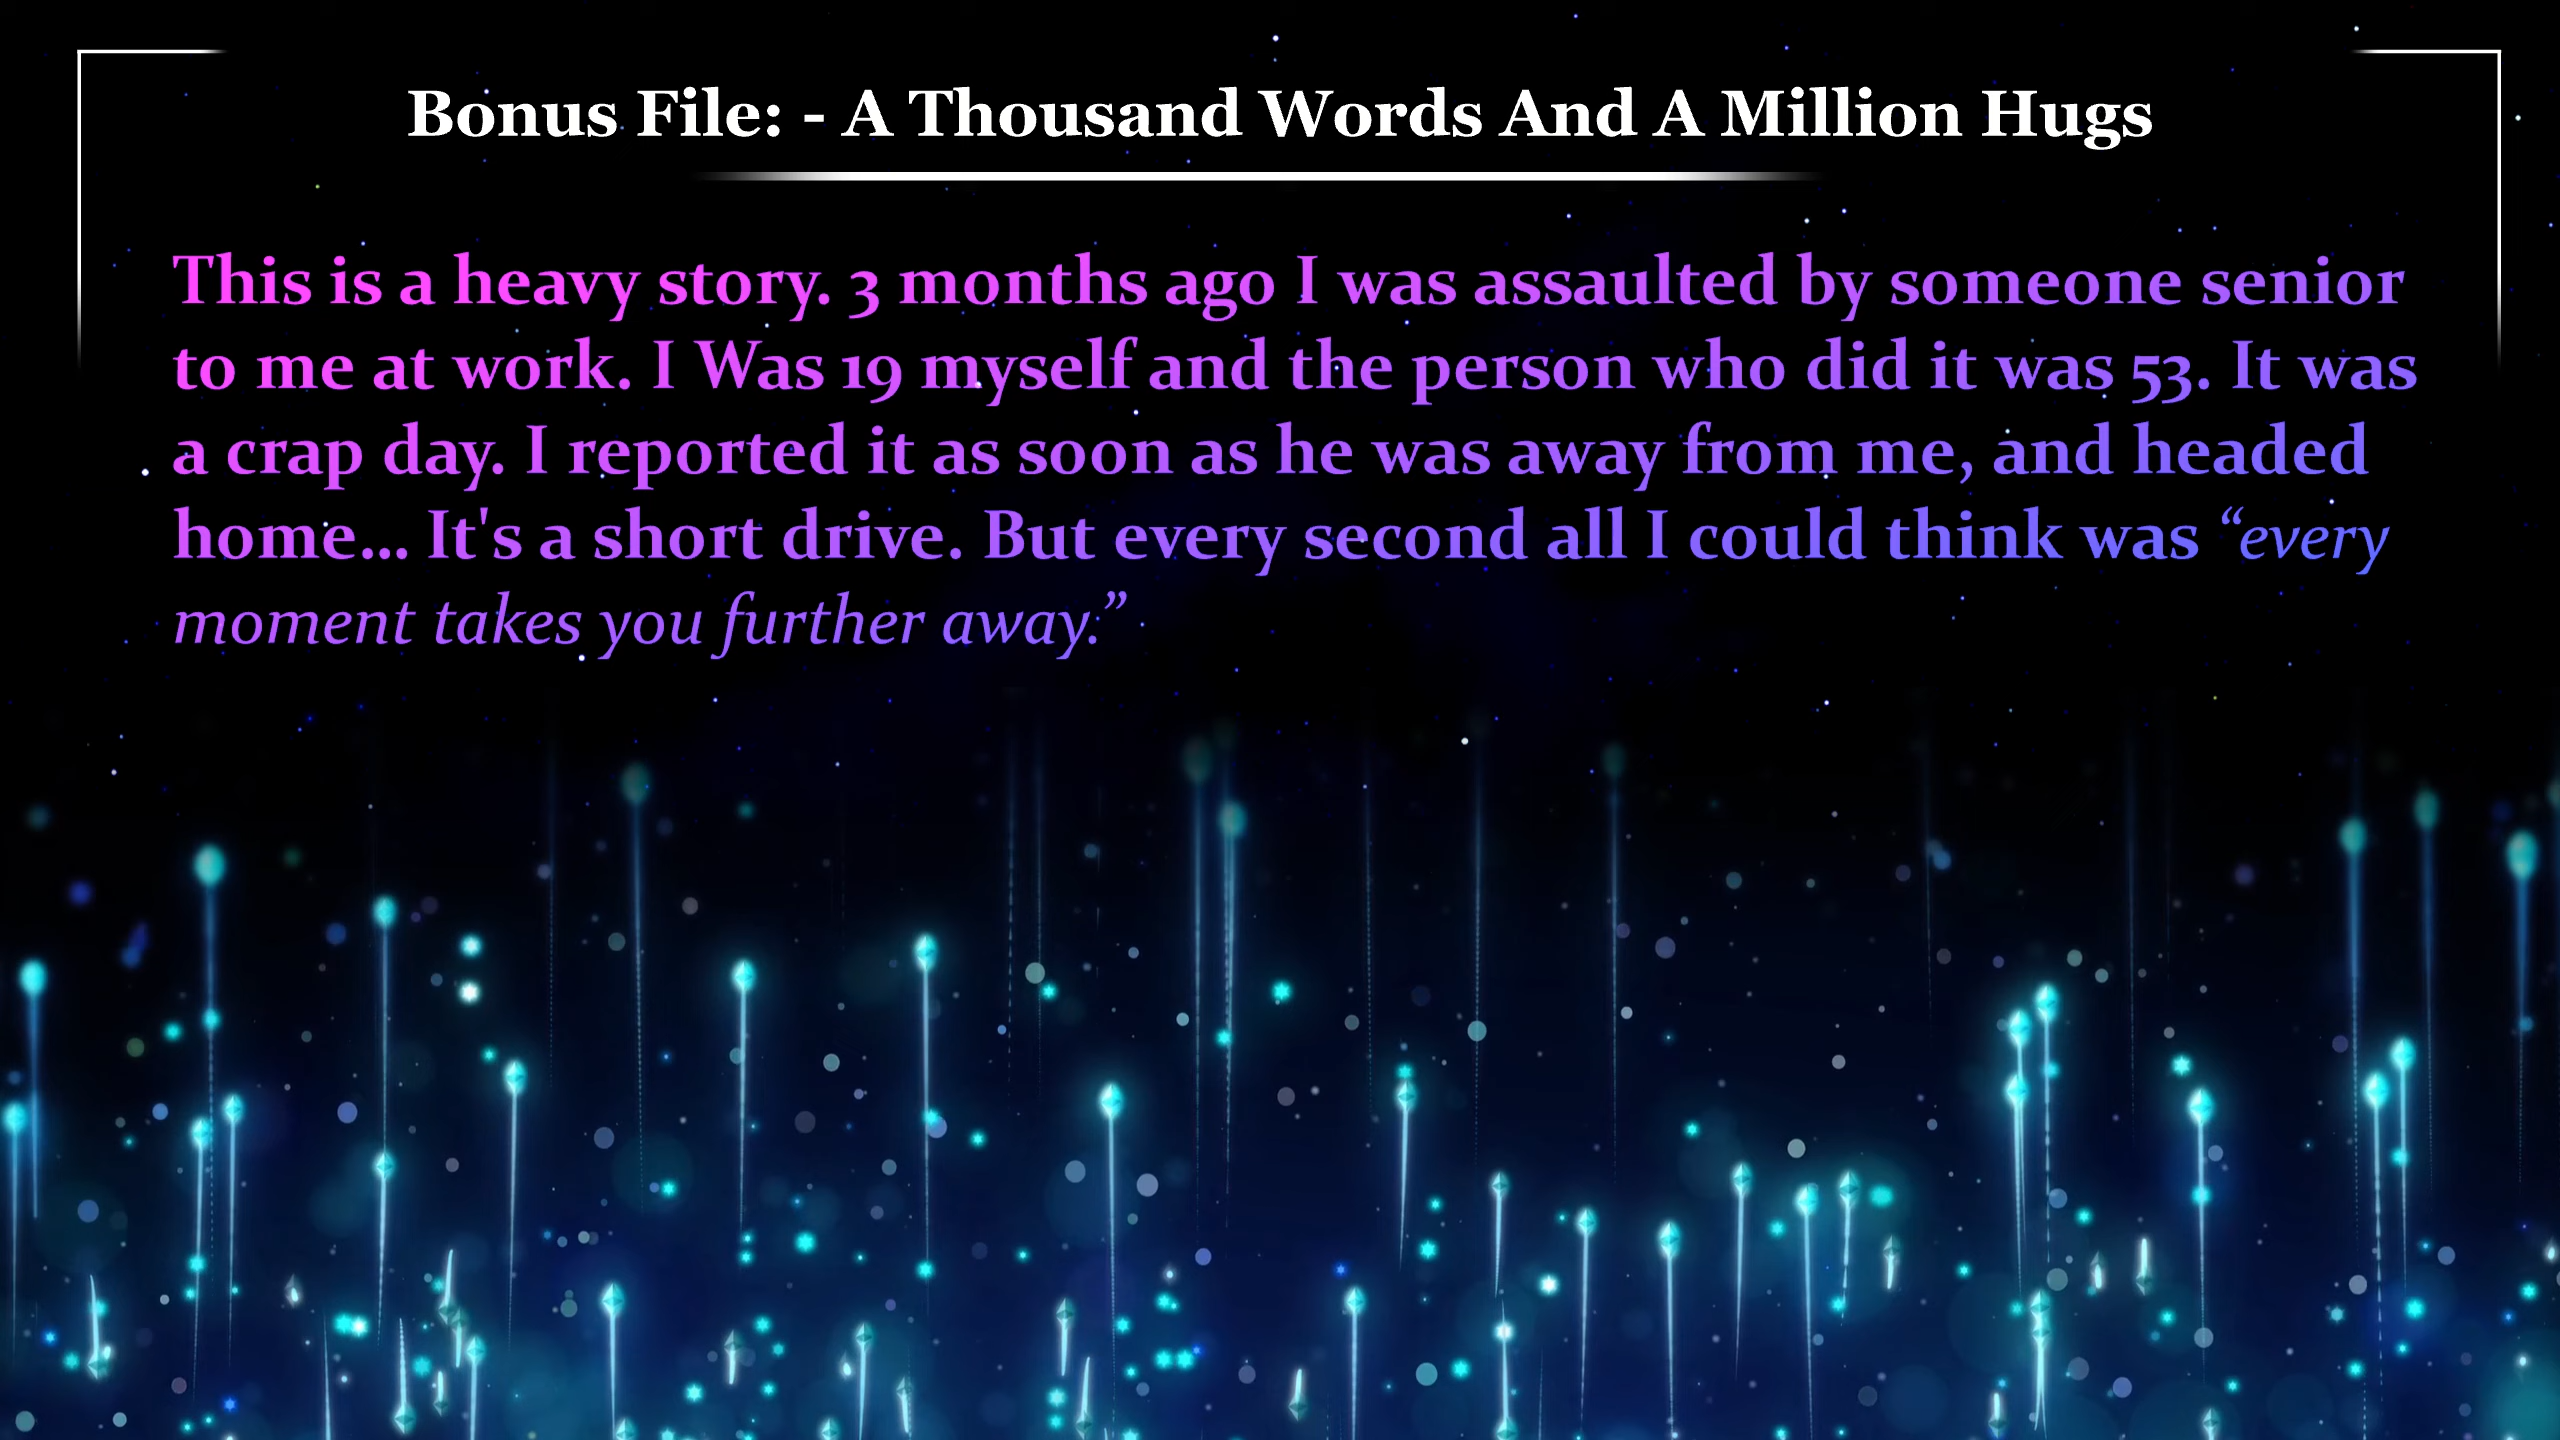 Bonus File: - A Thousand Words And A Million Hugs
This is a heavy story. 3 months ago I was assaulted by someone senior
to me at work. I Was 19 myself and the person who did it was 53. It was
a crap day. I reported it as soon as he was away from me, and headed
home... It's a short drive. But every second all I could think was “every
moment takes you further away.”